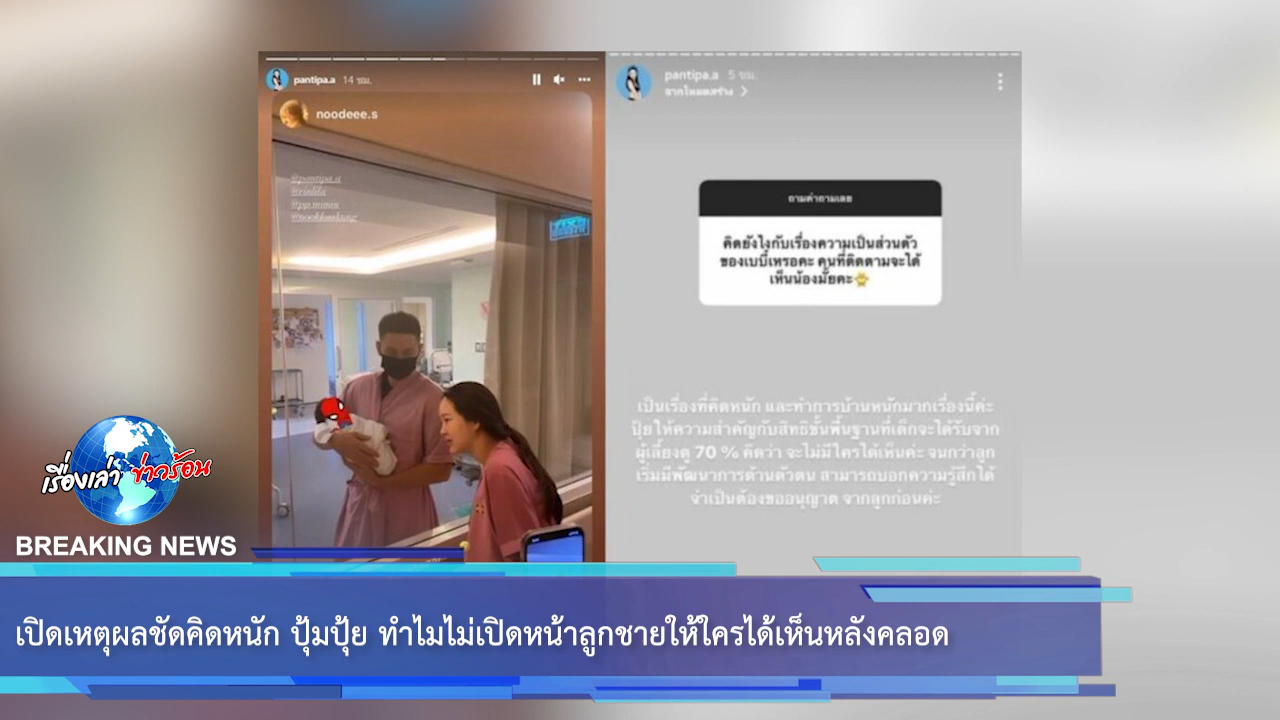 pantipa.a 14 ชม.
noodeee.s
@pantipa.a
pantipa.a 5 ชม.
จากโหมดสร้าง >
ถามคำถามเลย
คิดยังไงกับเรื่องความเป็นส่วนตัว
ของเบบี๋เหรอคะ คนที่ติดตามจะได้
เห็นน้องมั้ยคะ
เป็นเรื่องที่คิดหนัก และทำการบ้านหนักมากเรื่องนี้ค่ะ
ปุ้ยให้ความสำคัญกับสิทธิขั้นพื้นฐานที่เด็กจะได้รับจาก
ผู้เลี้ยงดู 70 % คิดว่า จะไม่มีใครได้เห็นค่ะ จนกว่าลูก
เริ่มมีพัฒนาการด้านตัวตน สามารถบอกความรู้สึกได้
จำเป็นต้องขออนุญาต จากลูกก่อนค่ะ
เรื่องเล่า ข่าวร้อน
BREAKING NEWS
เปิดเหตุผลชัดคิดหนัก ปุ้มปุ้ย ทำไมไม่เปิดหน้าลูกชายให้ใครได้เห็นหลังคลอด